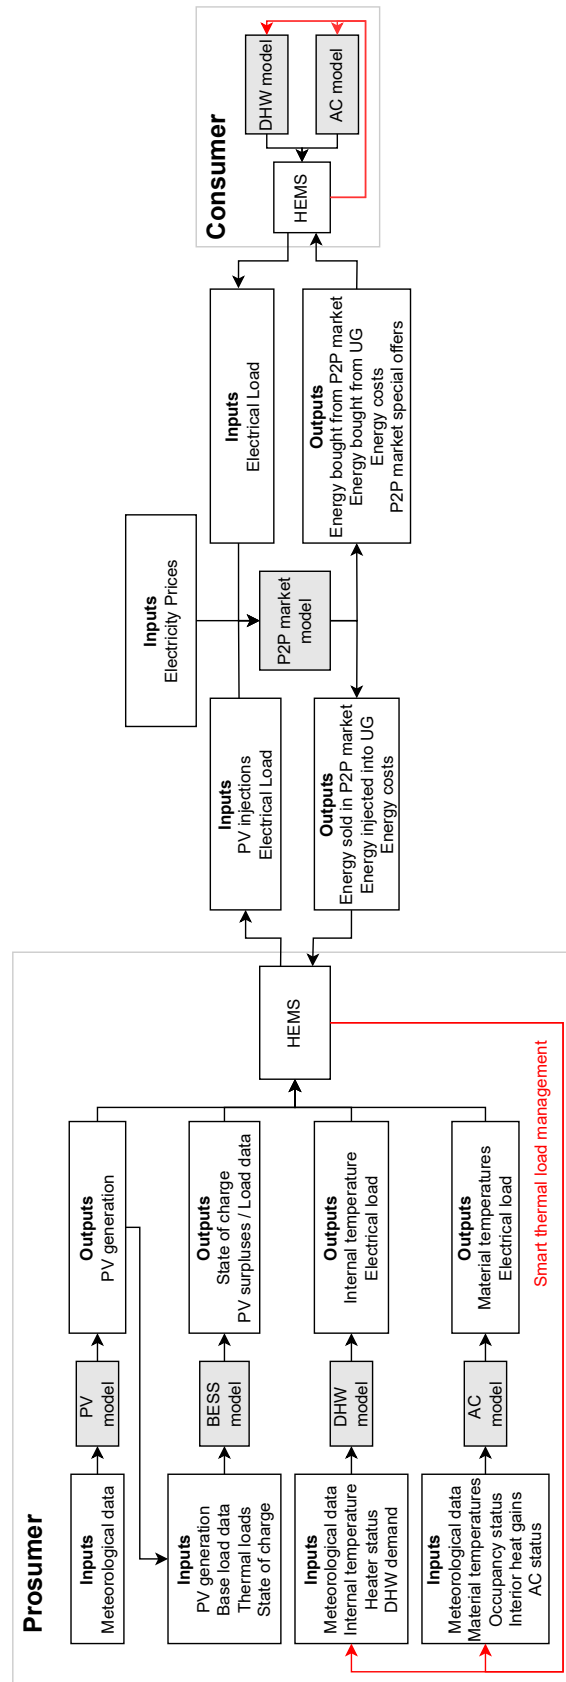 Prosumer
Inputs
Meteorological data
PV
model
Outputs
PV generation
Inputs
PV generation
Base load data
Thermal loads
State of charge
BESS
model
Outputs
State of charge
PV surpluses / Load data
Inputs
Meteorological data
Internal temperature
Heater status
DHW demand
DHW
model
Outputs
Internal temperature
Electrical load
Inputs
Meteorological data
Material temperatures
Occupancy status
Interior heat gains
AC status
AC
model
Outputs
Material temperatures
Electrical load
Smart thermal load management
HEMS
Inputs
PV injections
Electrical Load
Outputs
Energy sold in P2P market
Energy injected into UG
Energy costs
Inputs
Electricity Prices
P2P market
model
Inputs
Electrical Load
Outputs
Energy bought from P2P market
Energy bought from UG
Energy costs
P2P market special offers
Consumer
HEMS
DHW model
AC model